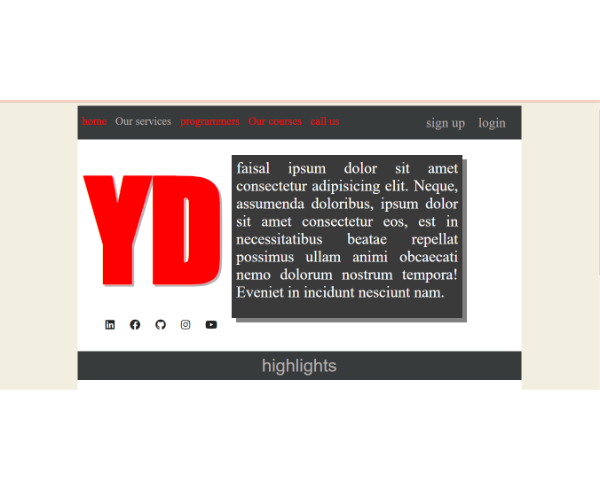 home Our services programmers Our courses call us sign up login
YD
faisal ipsum dolor sit amet
consectetur adipisicing elit. Neque,
assumenda doloribus, ipsum dolor
sit amet consectetur eos, est in
necessitatibus beatae repellat
possimus ullam animi obcaecati
nemo dolorum nostrum tempora!
Eveniet in incidunt nesciunt nam.
highlights